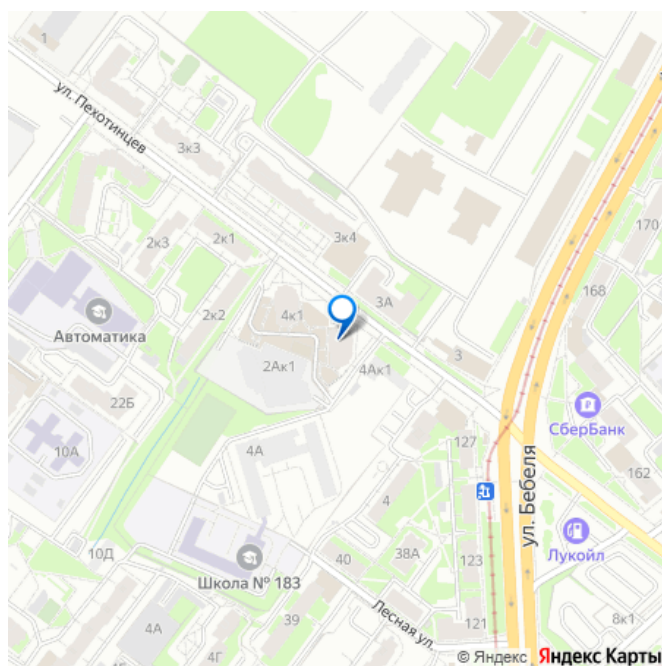 1
ул. Пехотинцев
3к3
170
2к3
2к1
3к4
168
3А
4к1
Автоматика
2к2
3
2Ак1
4Ак1
22Б
СберБанк
127
10А
4А
162
ул. Бебеля
4
Лукойл
10Д
40
38А
123
Школа № 183
39
Лесная ул.
121
8к1
4А
4Г
© Яндекс Яндекс Карты